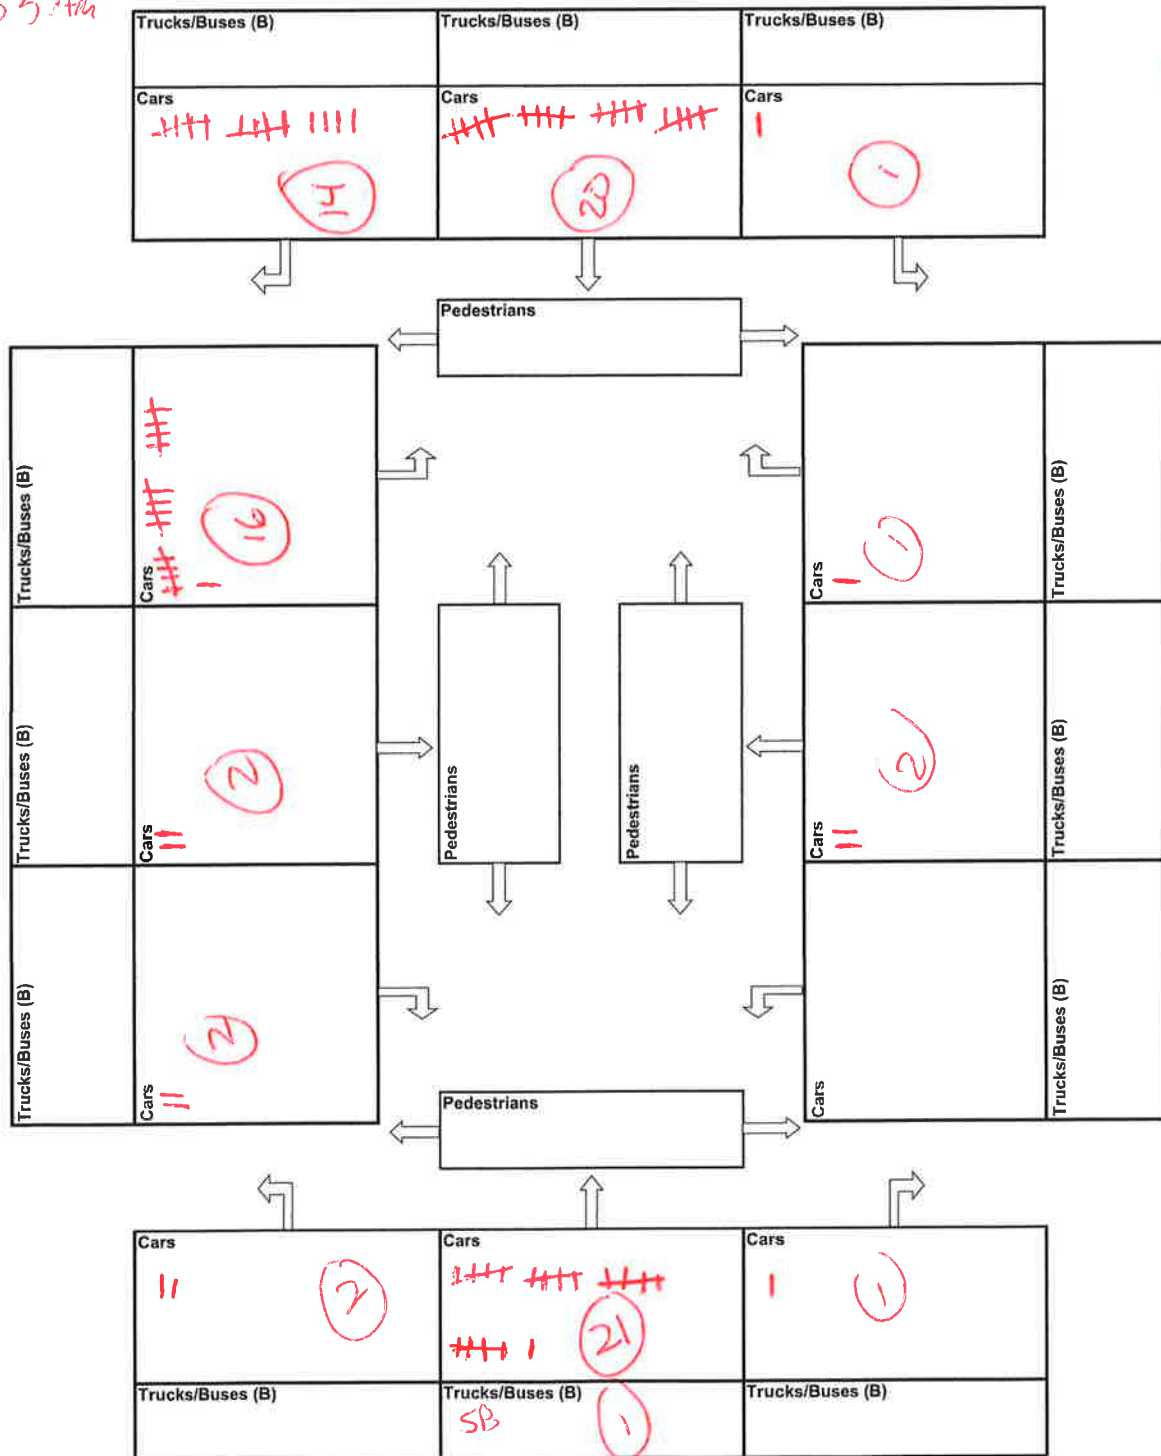 Trucks/Buses (B) Trucks/Buses (B) Trucks/Buses (B)
Cars Cars Cars
14 20 1
Pedestrians
Trucks/Buses (B) Cars 16
Trucks/Buses (B) Cars 2
Trucks/Buses (B) Cars 2
Pedestrians
Pedestrians
Cars 1 Trucks/Buses (B)
Cars 2 Trucks/Buses (B)
Cars Trucks/Buses (B)
Pedestrians
Cars Cars Cars
2 21 1
Trucks/Buses (B) Trucks/Buses (B) Trucks/Buses (B)
SB 1